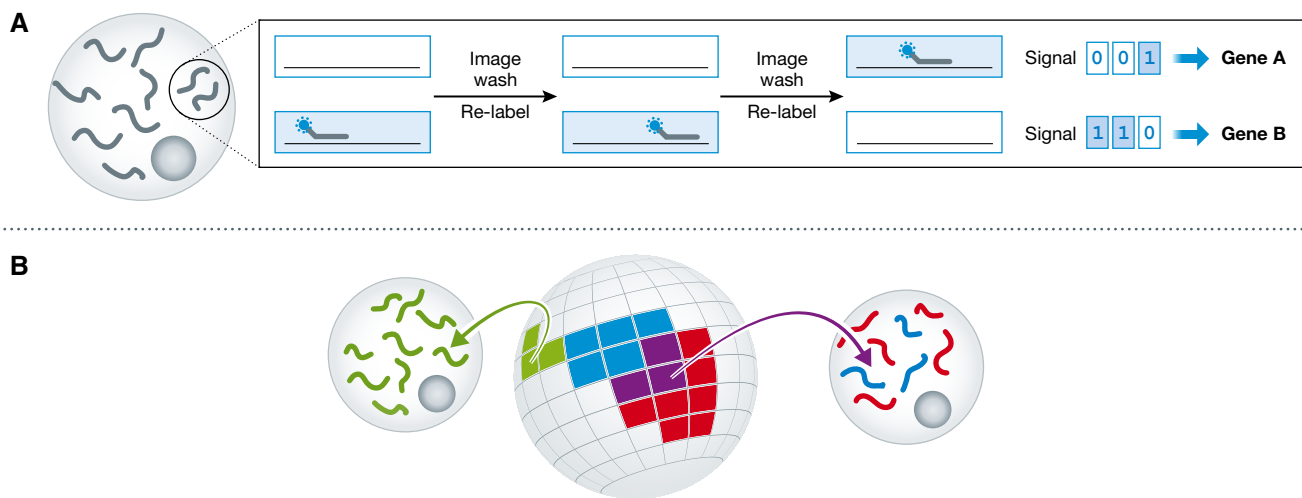 A
Image
wash
Re-label
Image
wash
Re-label
Signal 0 0 1 Gene A
Signal 1 1 0 Gene B
B